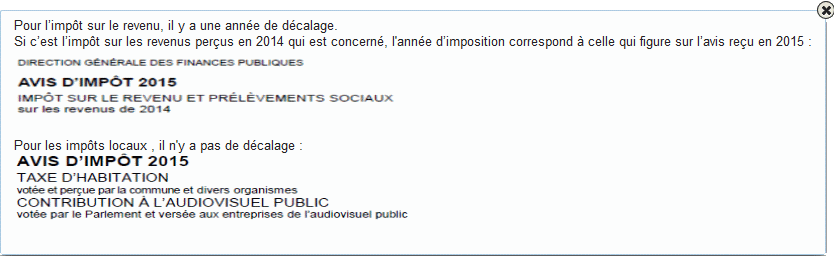 Pour l'impôt sur le revenu, il y a une année de décalage.
Si c'est l'impôt sur les revenus perçus en 2014 qui est concerné, l'année d'imposition correspond à celle qui figure sur l'avis reçu en 2015 :
DIRECTION GÉNÉRALE DES FINANCES PUBLIQUES
AVIS D'IMPÔT 2015
IMPÔT SUR LE REVENU ET PRÉLÈVEMENTS SOCIAUX
sur les revenus de 2014
Pour les impôts locaux , il n'y a pas de décalage :
AVIS D'IMPÔT 2015
TAXE D'HABITATION
votée et perçue par la commune et divers organismes
CONTRIBUTION À L'AUDIOVISUEL PUBLIC
votée par le Parlement et versée aux entreprises de l'audiovisuel public